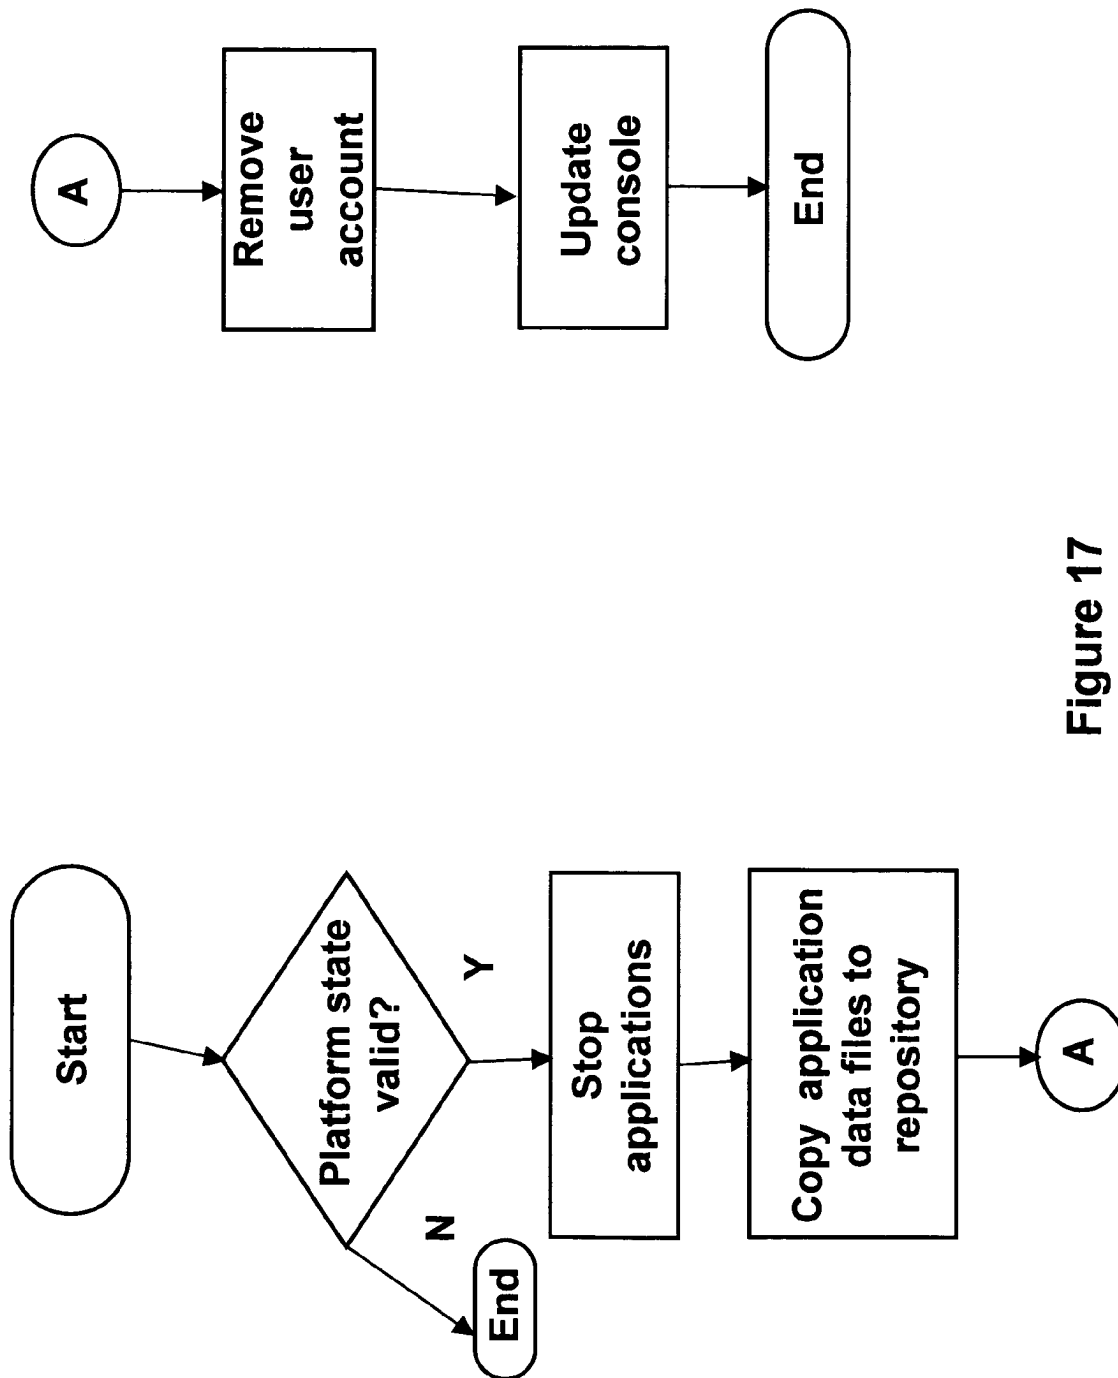 Start
Platform state
valid?
N
Y
End
Stop
applications
Copy application
data files to
repository
A
A
Remove
user
account
Update
console
End
Figure 17